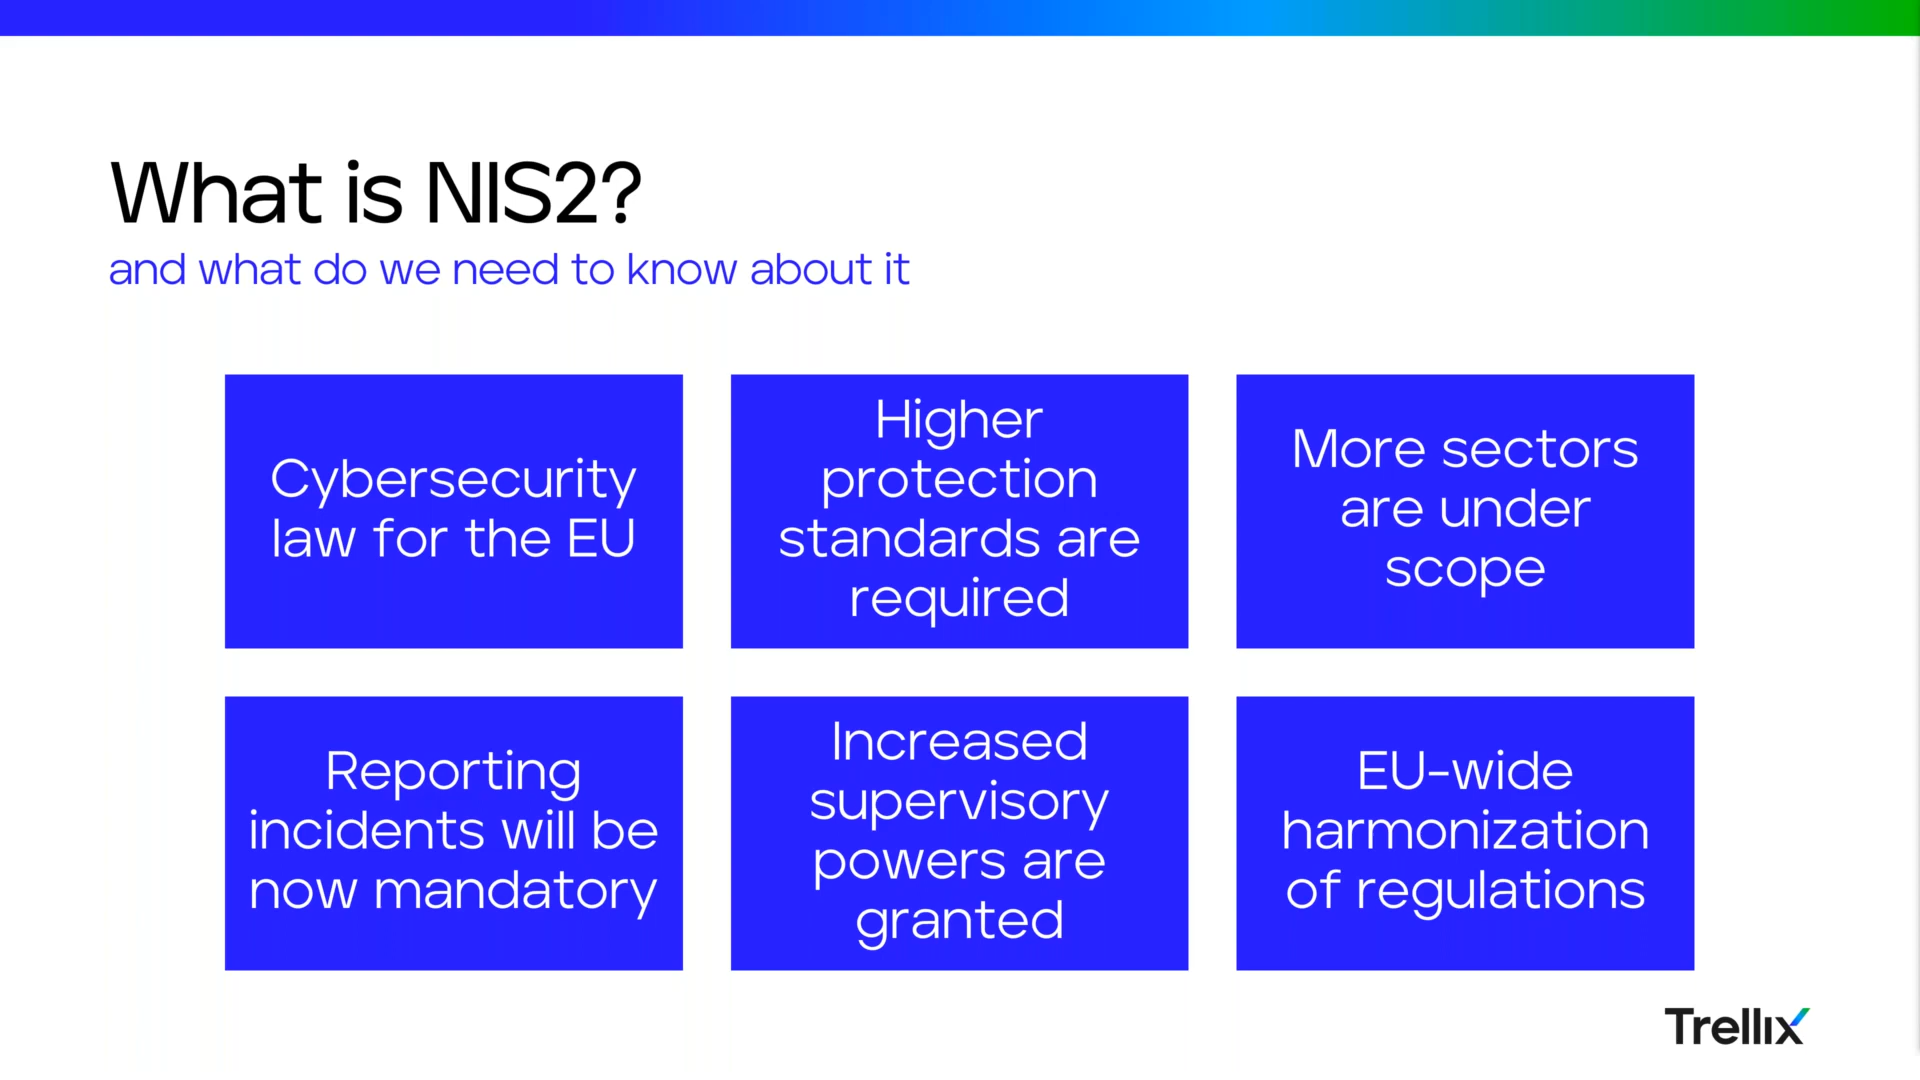 What is NIS2?
and what do we need to know about it
Cybersecurity
law for the EU
Higher
protection
standards are
required
More sectors
are under
scope
Reporting
incidents will be
now mandatory
Increased
supervisory
powers are
granted
EU-wide
harmonization
of regulations
Trellix